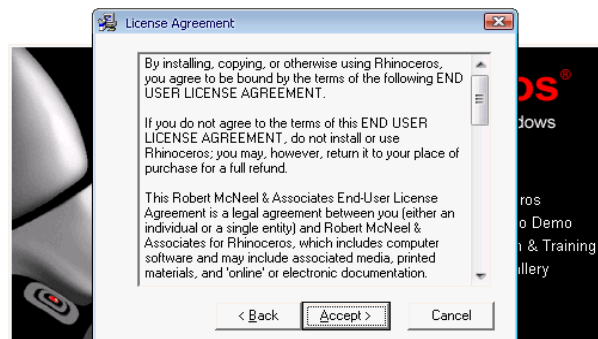 License Agreement
By installing, copying, or otherwise using Rhinoceros,
you agree to be bound by the terms of the following END
USER LICENSE AGREEMENT.
If you do not agree to the terms of this END USER
LICENSE AGREEMENT, do not install or use
Rhinoceros; you may, however, return it to your place of
purchase for a full refund.
This Robert McNeel & Associates End-User License
Agreement is a legal agreement between you (either an
individual or a single entity) and Robert McNeel &
Associates for Rhinoceros, which includes computer
software and may include associated media, printed
materials, and 'online' or electronic documentation.
< Back
Accept >
Cancel
os®
dows
ros
o Demo
n & Training
llery